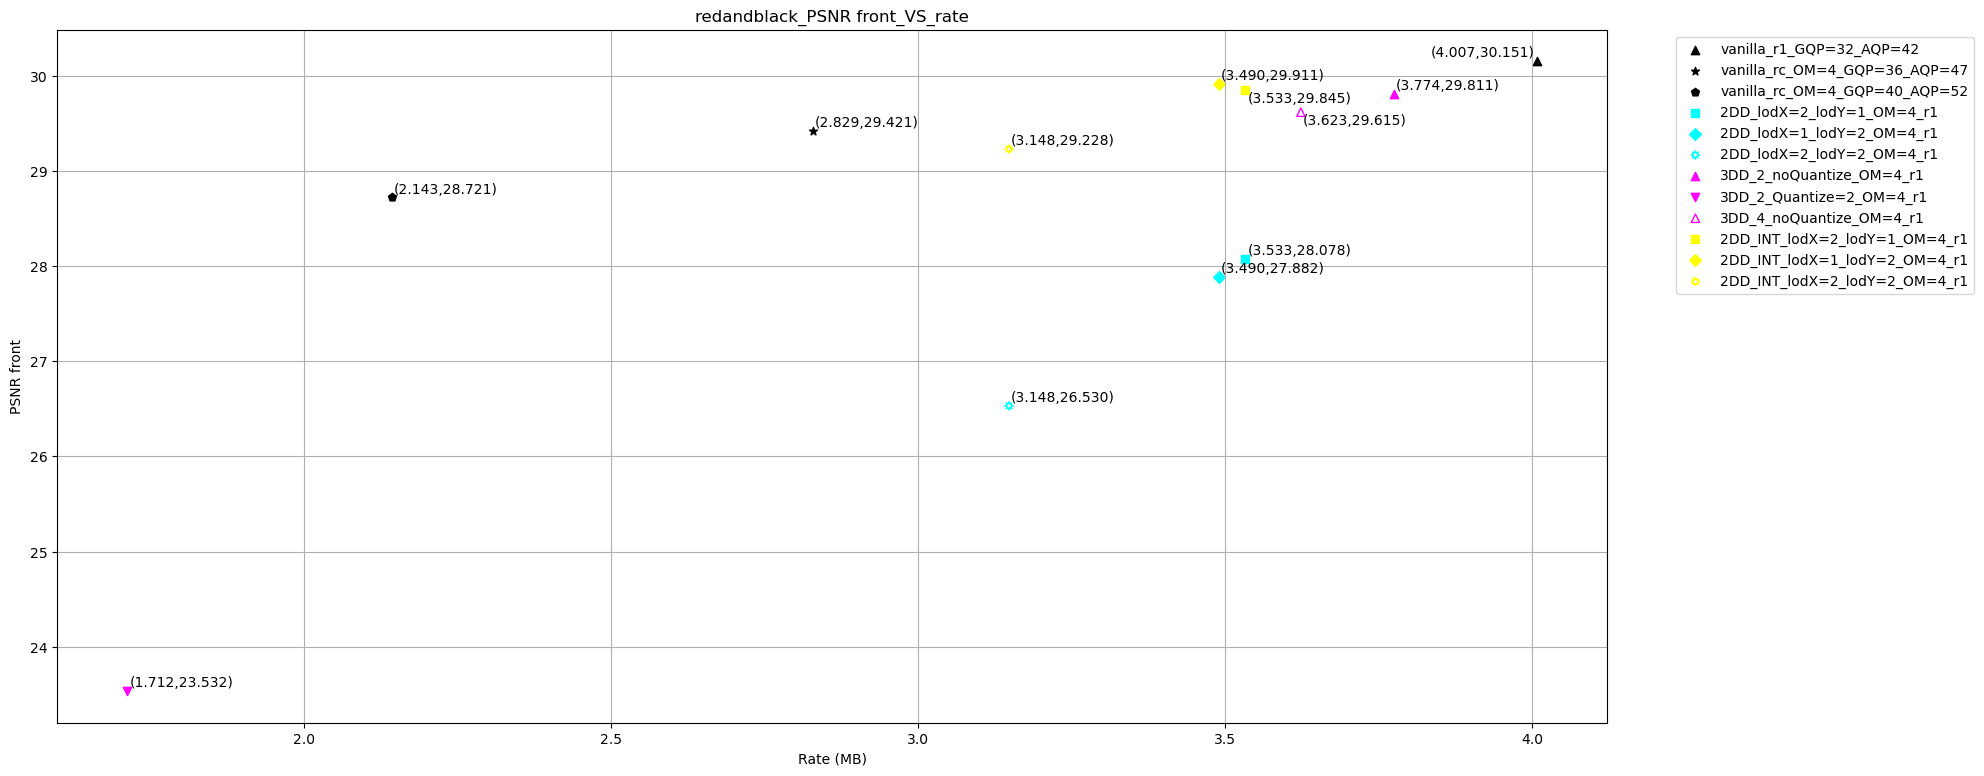 redandblack_PSNR front_VS_rate
(4.007,30.151)
(3.490,29.911)
(3.774,29.811)
(3.533,29.845)
(3.623,29.615)
(2.829,29.421)
(3.148,29.228)
(2.143,28.721)
(3.533,28.078)
(3.490,27.882)
(3.148,26.530)
(1.712,23.532)
30
29
28
27
26
25
24
PSNR front
2.0
2.5
3.0
3.5
4.0
Rate (MB)
vanilla_r1_GQP=32_AQP=42
vanilla_rc_OM=4_GQP=36_AQP=47
vanilla_rc_OM=4_GQP=40_AQP=52
2DD_lodX=2_lodY=1_OM=4_r1
2DD_lodX=1_lodY=2_OM=4_r1
2DD_lodX=2_lodY=2_OM=4_r1
3DD_2_noQuantize_OM=4_r1
3DD_2_Quantize=2_OM=4_r1
3DD_4_noQuantize_OM=4_r1
2DD_INT_lodX=2_lodY=1_OM=4_r1
2DD_INT_lodX=1_lodY=2_OM=4_r1
2DD_INT_lodX=2_lodY=2_OM=4_r1